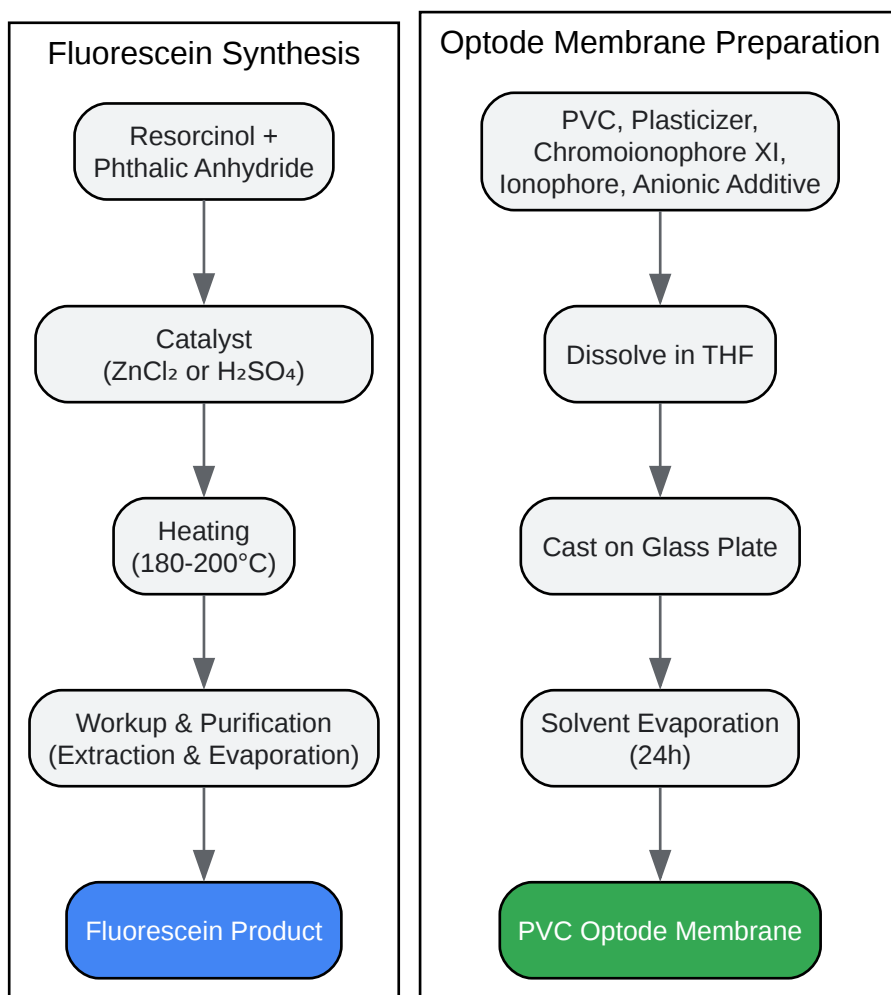 Fluorescein Synthesis
Resorcinol +
Phthalic Anhydride
Catalyst
(ZnCl₂ or H₂SO₄)
Heating
(180-200°C)
Workup & Purification
(Extraction & Evaporation)
Fluorescein Product
Optode Membrane Preparation
PVC, Plasticizer,
Chromoionophore XI,
Ionophore, Anionic Additive
Dissolve in THF
Cast on Glass Plate
Solvent Evaporation
(24h)
PVC Optode Membrane